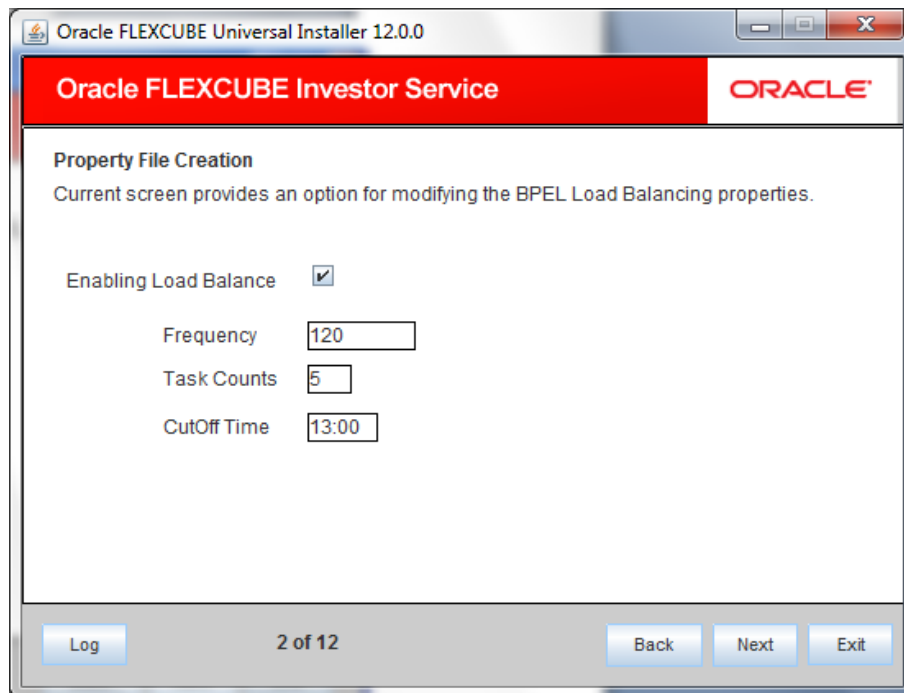 Oracle FLEXCUBE Universal Installer 12.0.0
Oracle FLEXCUBE Investor Service
ORACLE
Property File Creation
Current screen provides an option for modifying the BPEL Load Balancing properties.
Enabling Load Balance
Frequency 120
Task Counts 5
CutOff Time 13:00
Log 2 of 12 Back Next Exit